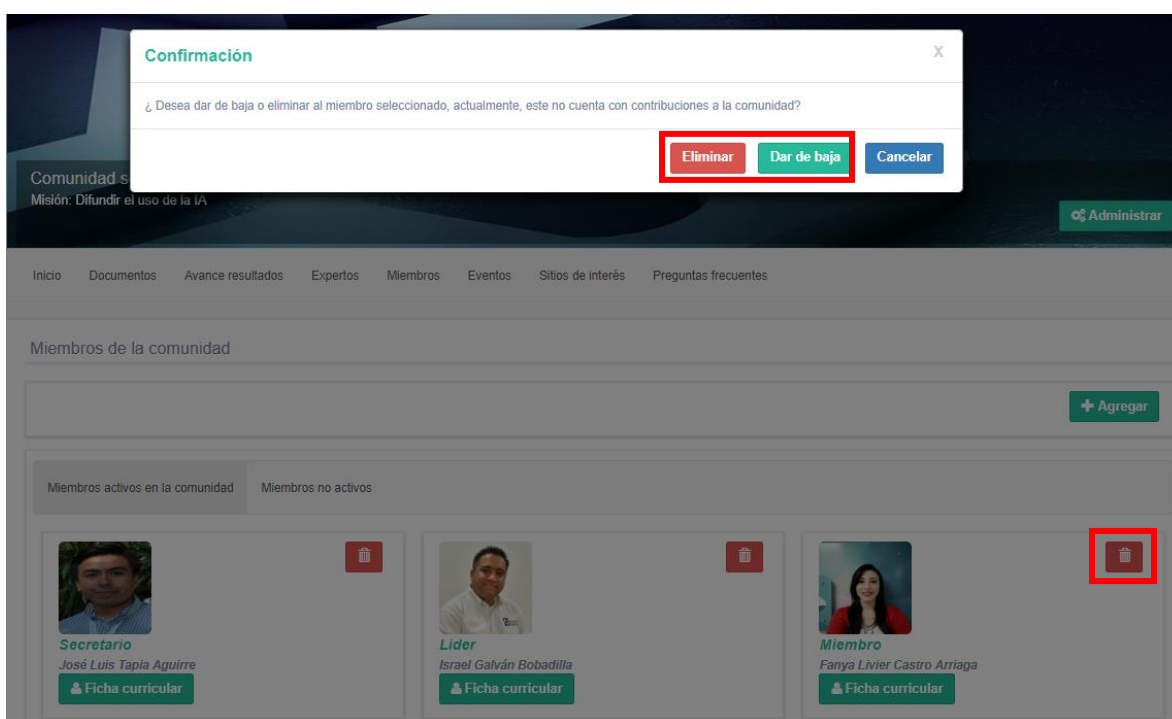 Confirmación
X
¿ Desea dar de baja o eliminar al miembro seleccionado, actualmente, este no cuenta con contribuciones a la comunidad?
Eliminar Dar de baja Cancelar
Comunidad
Misión: Difundir el uso de la IA
Administrar
Inicio Documentos Avance resultados Expertos Miembros Eventos Sitios de interés Preguntas frecuentes
Miembros de la comunidad
Agregar
Miembros activos en la comunidad Miembros no activos
Secretario Lider Miembro
José Luis Tapia Aguirre Israel Galván Bobadilla Fanya Livier Castro Arriaga
Ficha curricular Ficha curricular Ficha curricular